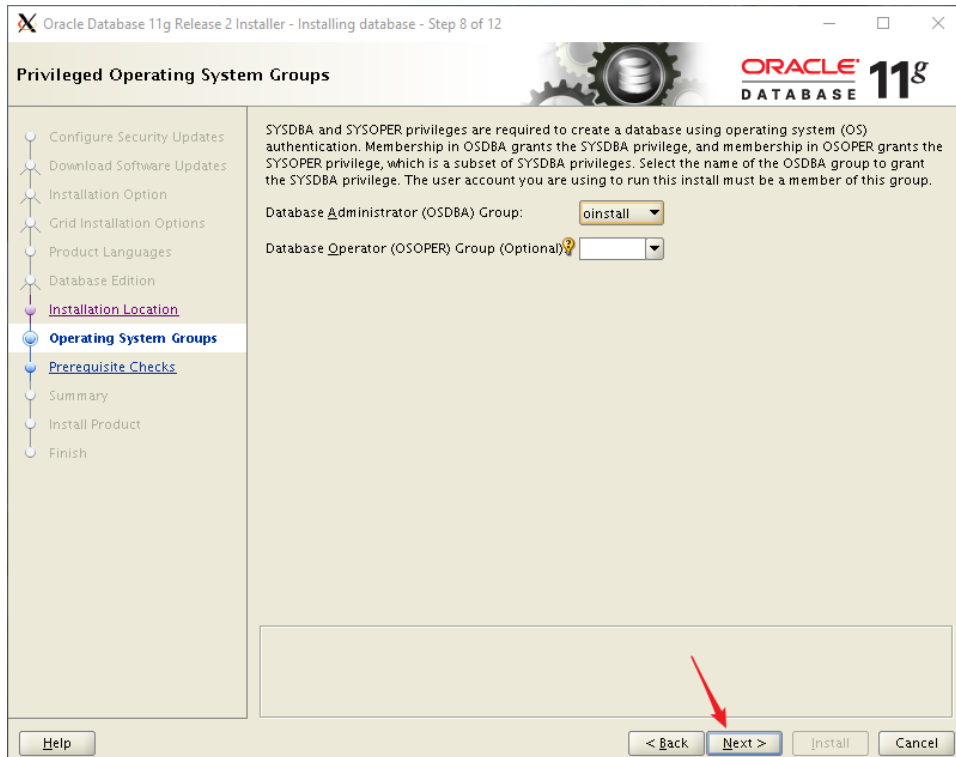 Oracle Database 11g Release 2 Installer - Installing database - Step 8 of 12
Privileged Operating System Groups
ORACLE
DATABASE
11g
Configure Security Updates
Download Software Updates
Installation Option
Grid Installation Options
Product Languages
Database Edition
Installation Location
Operating System Groups
Prerequisite Checks
Summary
Install Product
Finish
SYSDBA and SYSOPER privileges are required to create a database using operating system (OS)
authentication. Membership in OSDBA grants the SYSDBA privilege, and membership in OSOPER grants the
SYSOPER privilege, which is a subset of SYSDBA privileges. Select the name of the OSDBA group to grant
the SYSDBA privilege. The user account you are using to run this install must be a member of this group.
Database Administrator (OSDBA) Group: oinstall
Database Operator (OSOPER) Group (Optional)
Help
< Back
Next >
Install
Cancel